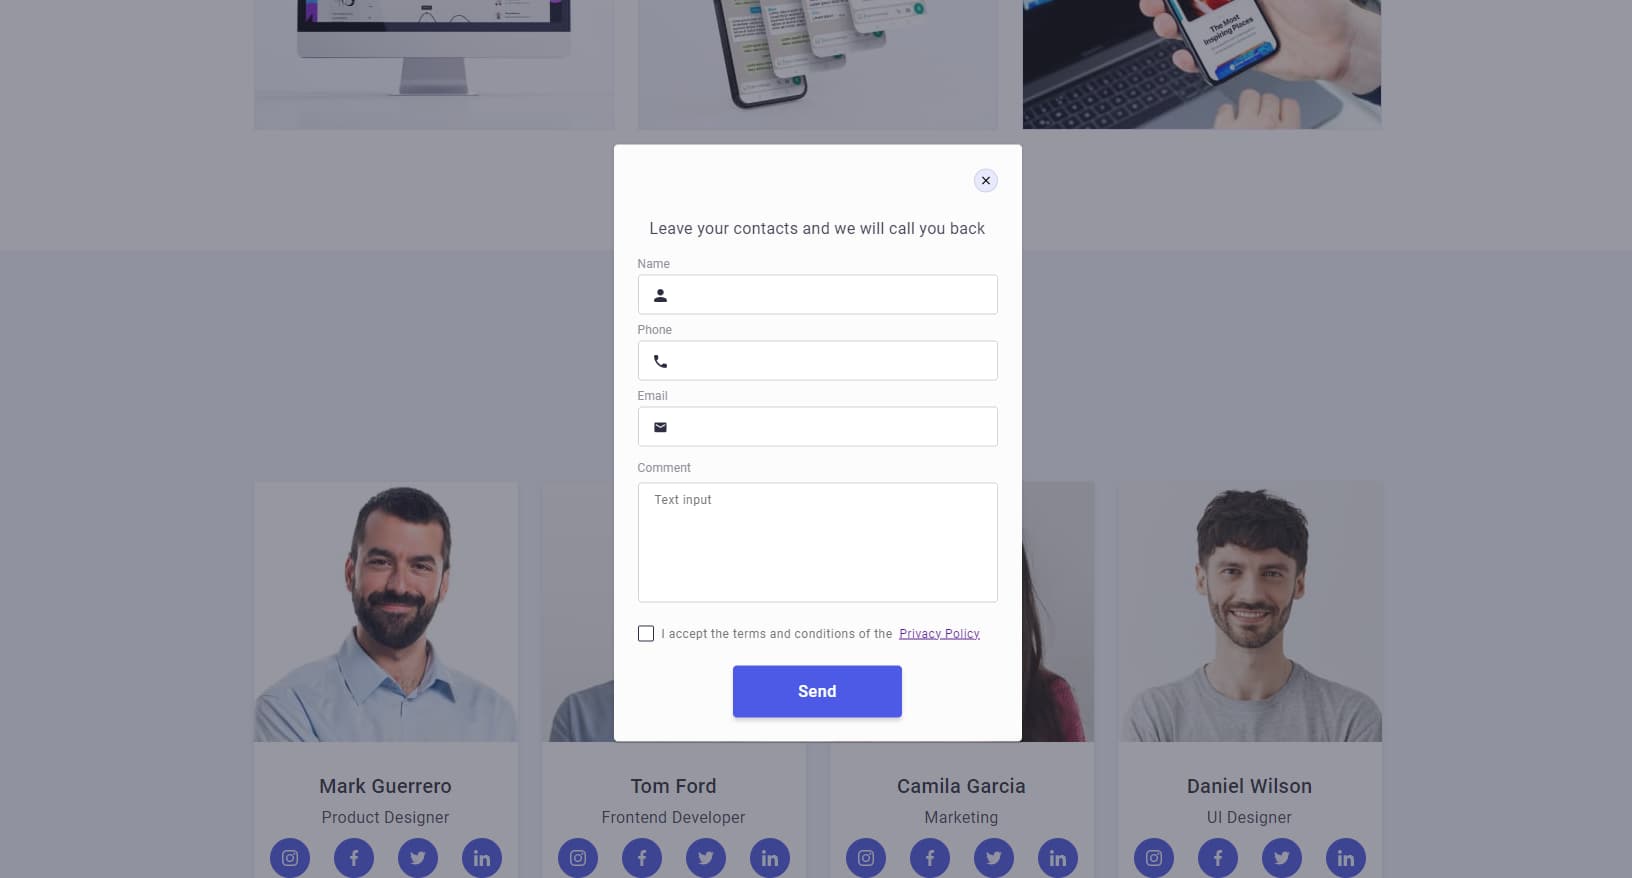 The Most
Inspiring Places
Leave your contacts and we will call you back
Name
Phone
Email
Comment
Text input
I accept the terms and conditions of the Privacy Policy
Send
Mark Guerrero
Product Designer
Tom Ford
Frontend Developer
Camila Garcia
Marketing
Daniel Wilson
UI Designer